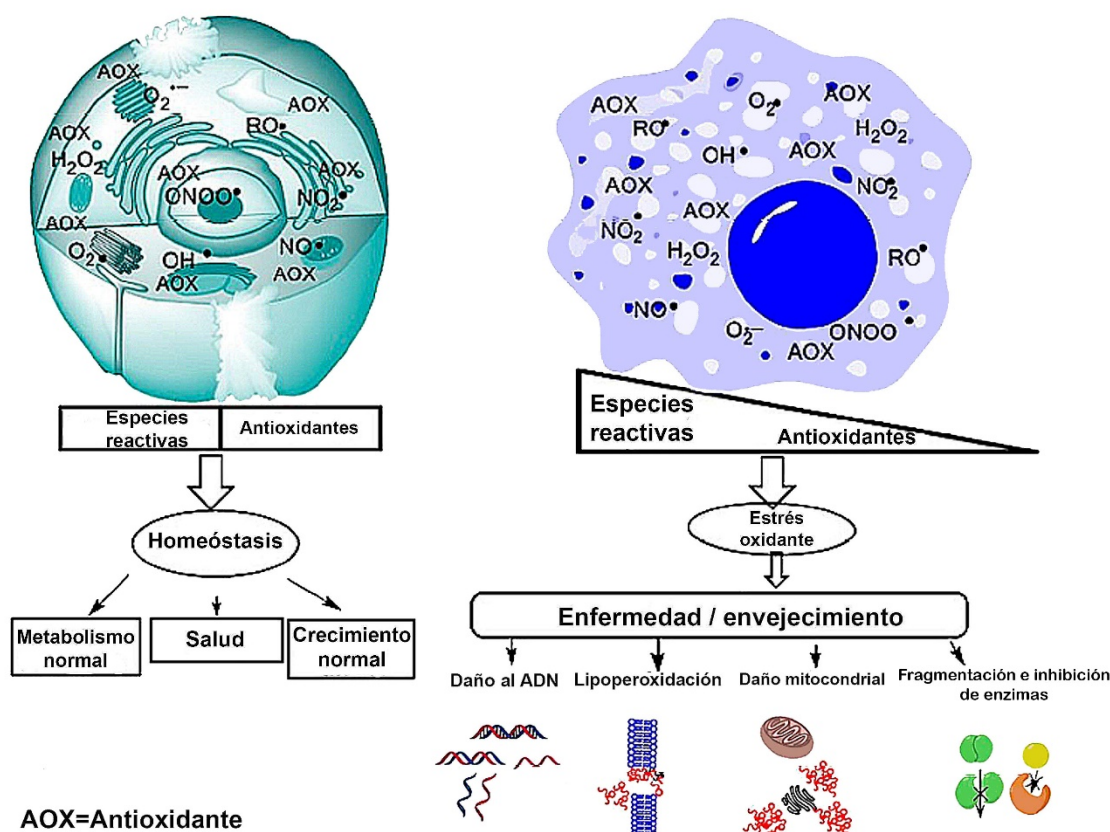 AOX
O₂•−
AOX
RO•
AOX
H₂O₂
AOX
AOX
ONOO•
NO₂•
AOX
O₂•
OH•
NO•
AOX
AOX
AOX
O₂•
AOX
RO•
H₂O₂
OH•
AOX
AOX
NO₂•
AOX
NO₂•
H₂O₂
RO•
NO•
O₂•−
ONOO•
AOX
Especies
reactivas
Antioxidantes
Especies
reactivas
Antioxidantes
Homeóstasis
Estrés
oxidante
Metabolismo
normal
Salud
Crecimiento
normal
Enfermedad / envejecimiento
Daño al ADN
Lipoperoxidación
Daño mitocondrial
Fragmentación e inhibición
de enzimas
AOX=Antioxidante